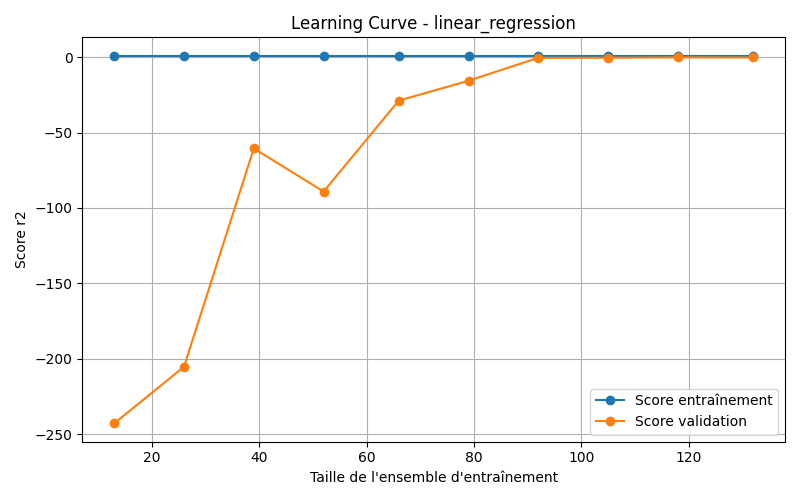 Learning Curve - linear_regression
Score r2
0
−50
−100
−150
−200
−250
20
40
60
80
100
120
Taille de l'ensemble d'entraînement
Score entraînement
Score validation